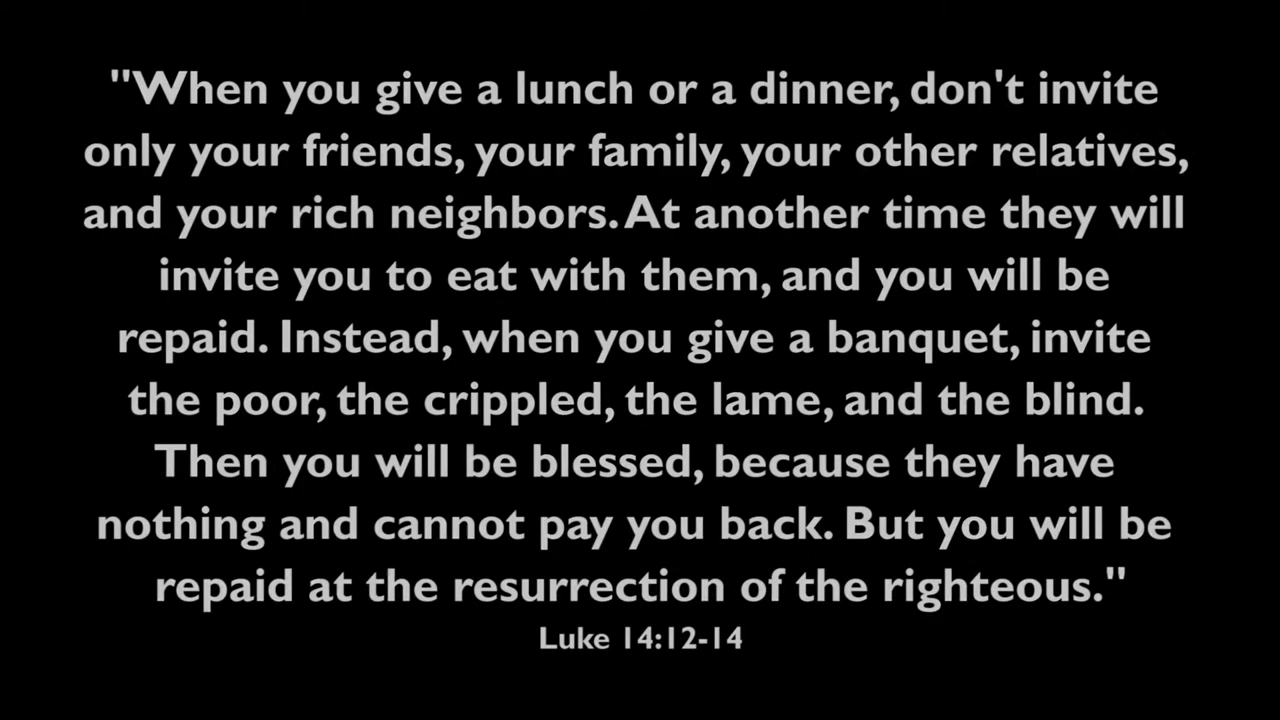 "When you give a lunch or a dinner, don't invite
only your friends, your family, your other relatives,
and your rich neighbors. At another time they will
invite you to eat with them, and you will be
repaid. Instead, when you give a banquet, invite
the poor, the crippled, the lame, and the blind.
Then you will be blessed, because they have
nothing and cannot pay you back. But you will be
repaid at the resurrection of the righteous."
Luke 14:12-14